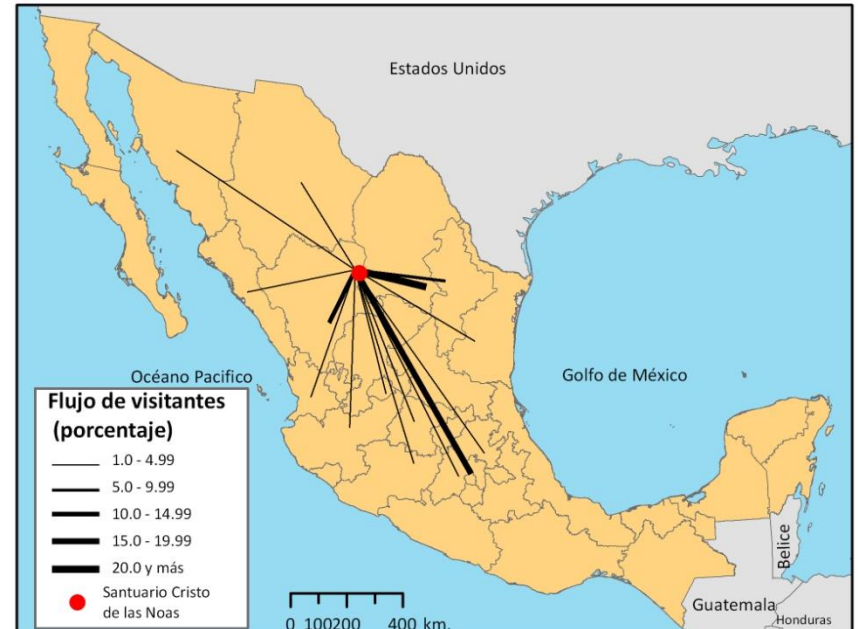 Estados Unidos
Océano Pacifico
Golfo de México
Flujo de visitantes
(porcentaje)
1.0 - 4.99
5.0 - 9.99
10.0 - 14.99
15.0 - 19.99
20.0 y más
Santuario Cristo
de las Noas
0 100200 400 km.
Belice
Guatemala
Honduras